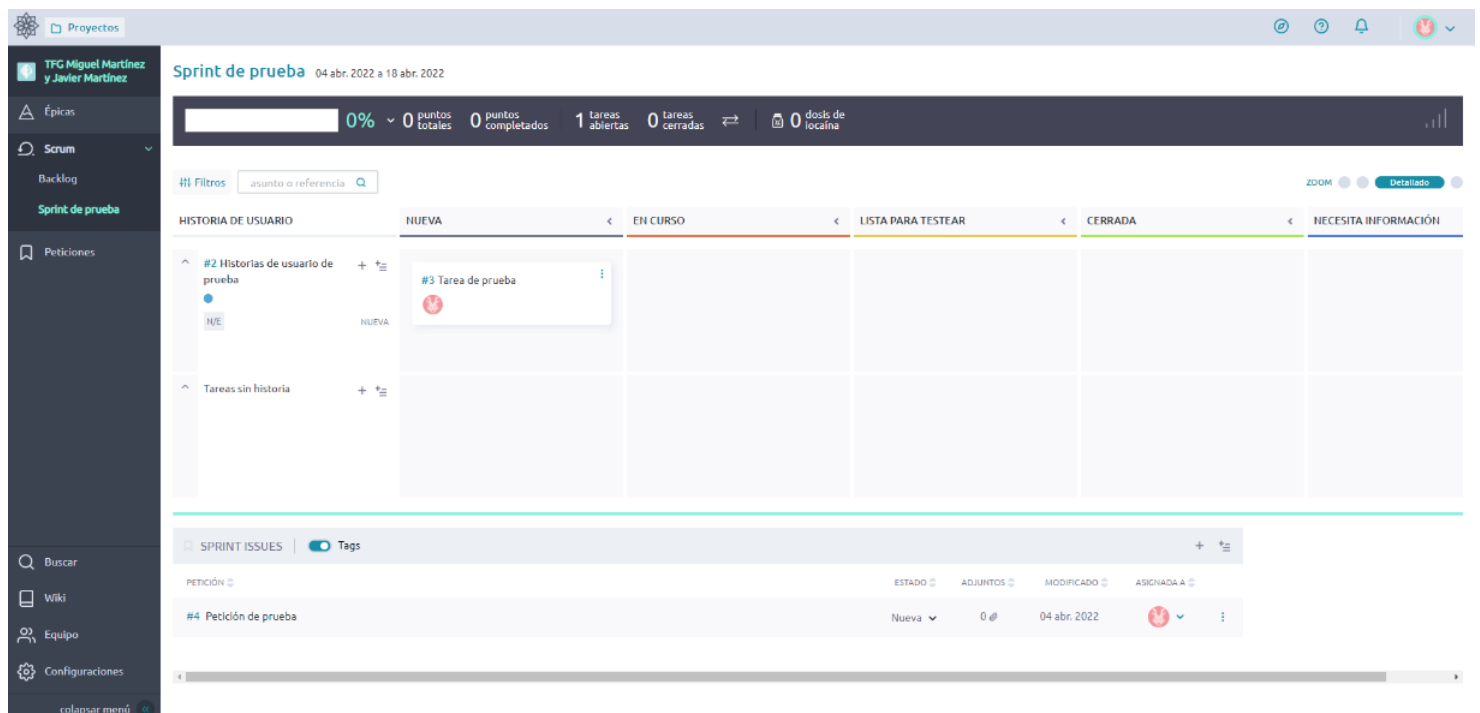 Proyectos
TFG Miguel Martínez
y Javier Martínez
Épicas
Scrum
Backlog
Sprint de prueba
Peticiones
Buscar
Wiki
Equipo
Configuraciones
colapsar menú
Sprint de prueba 04 abr. 2022 a 18 abr. 2022
0% 0 puntos totales 0 puntos completados 1 tareas abiertas 0 tareas cerradas 0 dosis de iocaína
Filtros asunto o referencia
ZOOM Detallado
HISTORIA DE USUARIO NUEVA EN CURSO LISTA PARA TESTEAR CERRADA NECESITA INFORMACIÓN
#2 Historias de usuario de
prueba
N/E NUEVA
#3 Tarea de prueba
Tareas sin historia
SPRINT ISSUES Tags
PETICIÓN ESTADO ADJUNTOS MODIFICADO ASIGNADA A
#4 Petición de prueba Nueva 0 04 abr. 2022